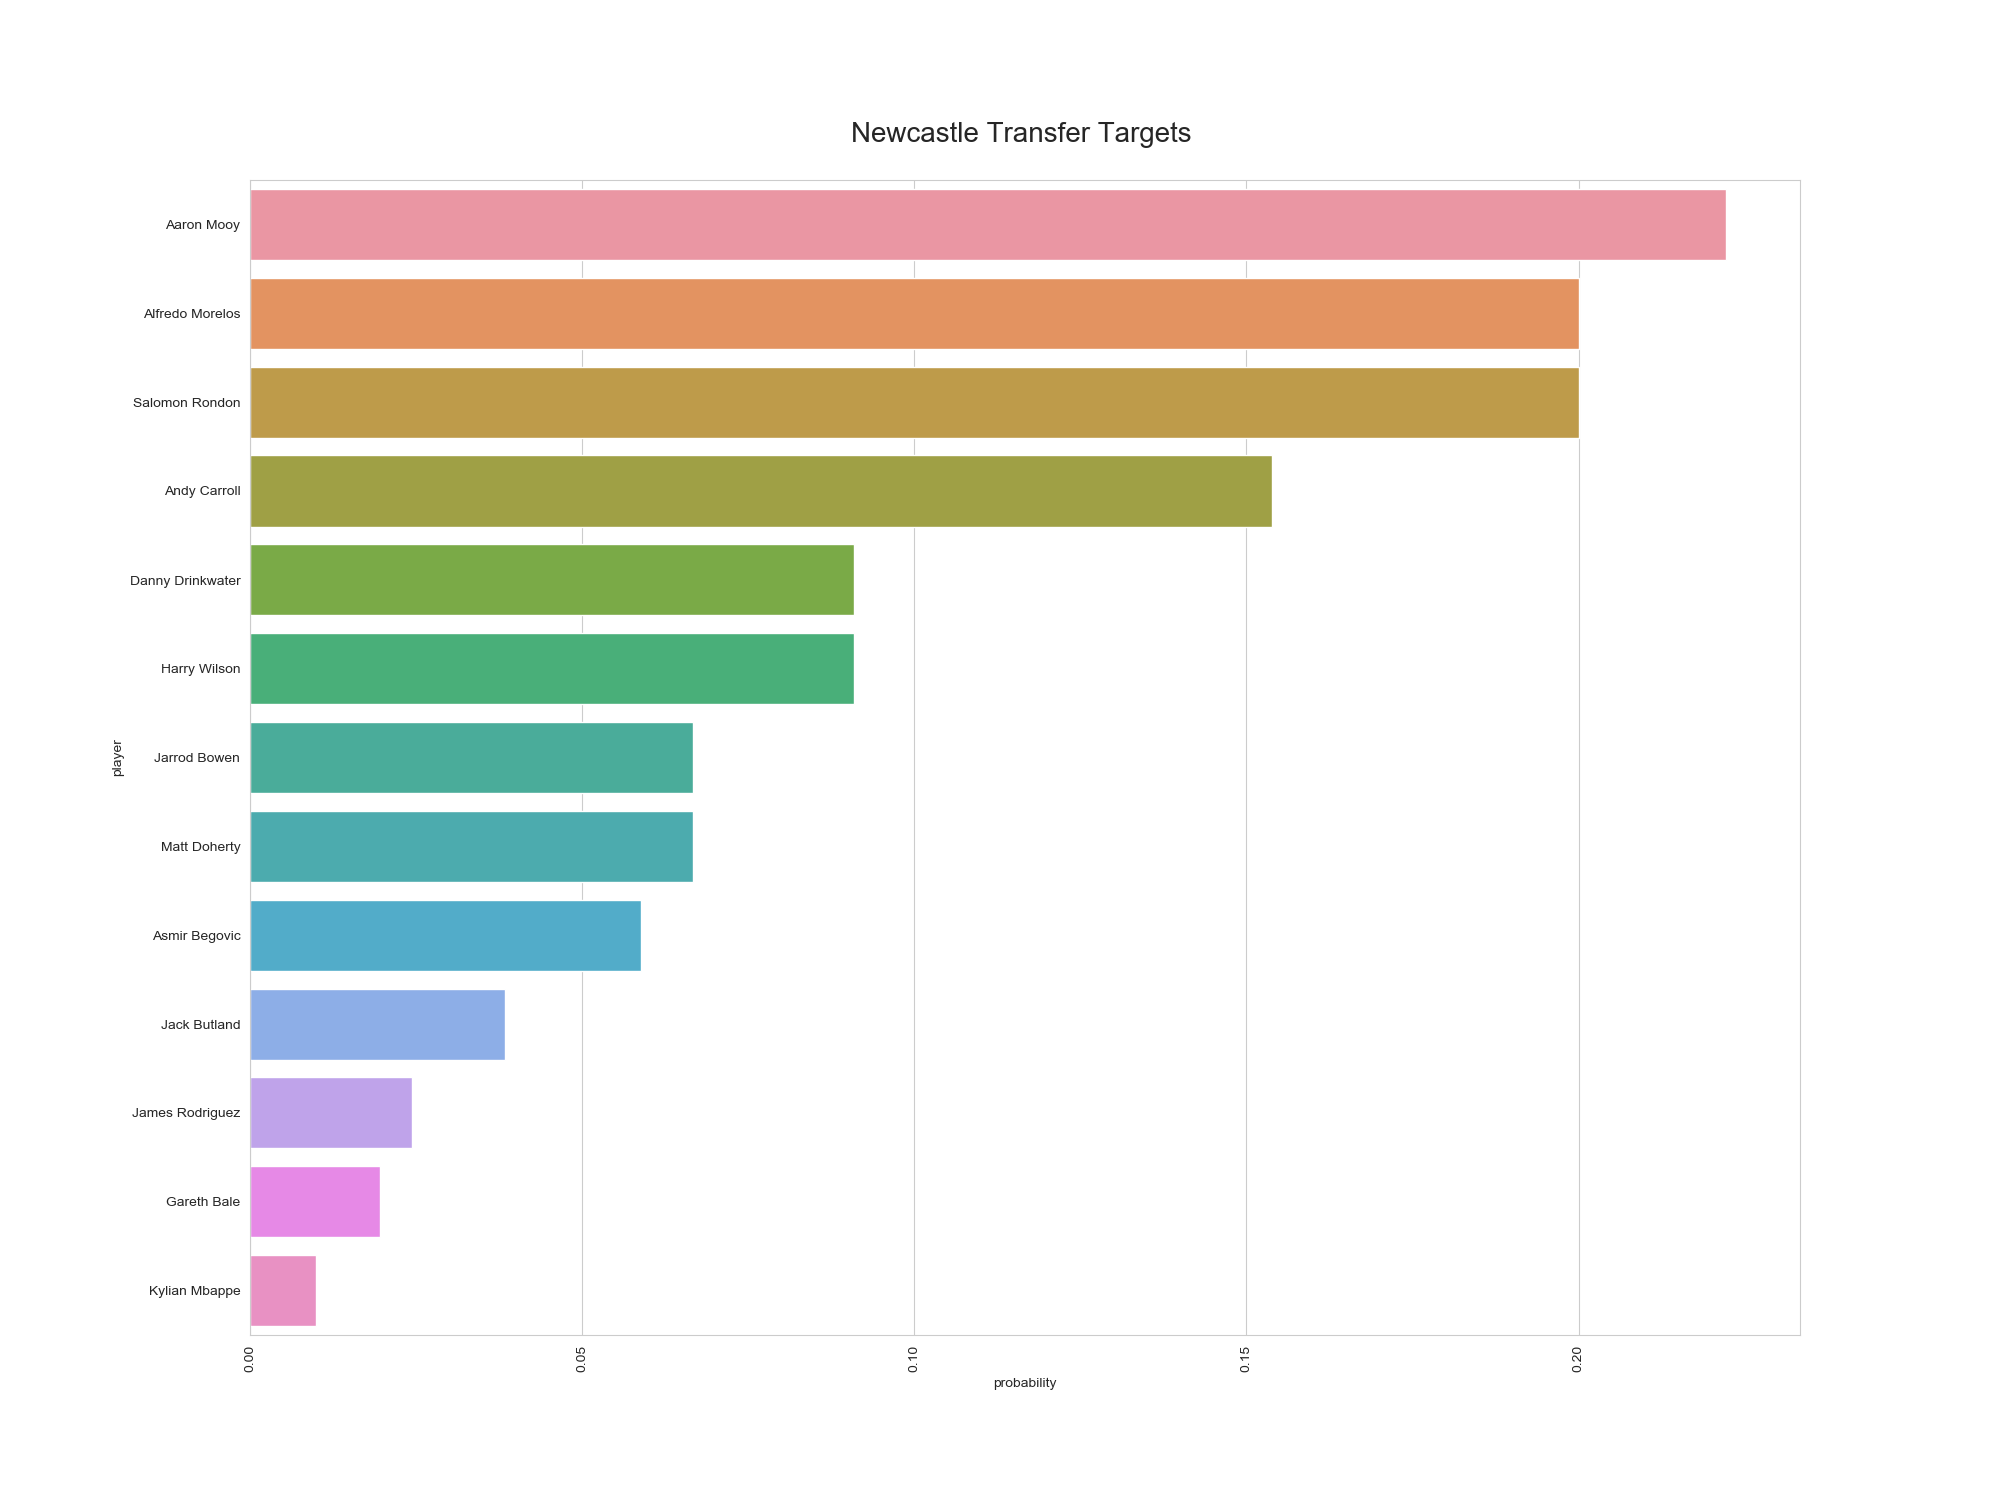 Newcastle Transfer Targets
Aaron Mooy
Alfredo Morelos
Salomon Rondon
Andy Carroll
Danny Drinkwater
Harry Wilson
Jarrod Bowen
Matt Doherty
Asmir Begovic
Jack Butland
James Rodriguez
Gareth Bale
Kylian Mbappe
player
0.00
0.05
0.10
0.15
0.20
probability